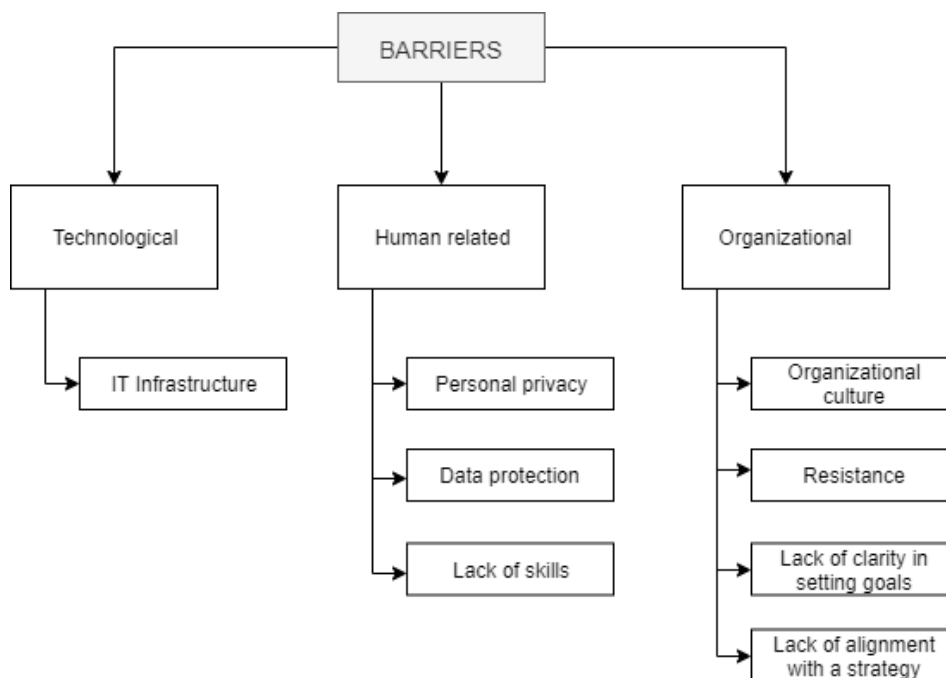 BARRIERS
Technological
Human related
Organizational
IT Infrastructure
Personal privacy
Organizational
culture
Data protection
Resistance
Lack of skills
Lack of clarity in
setting goals
Lack of alignment
with a strategy